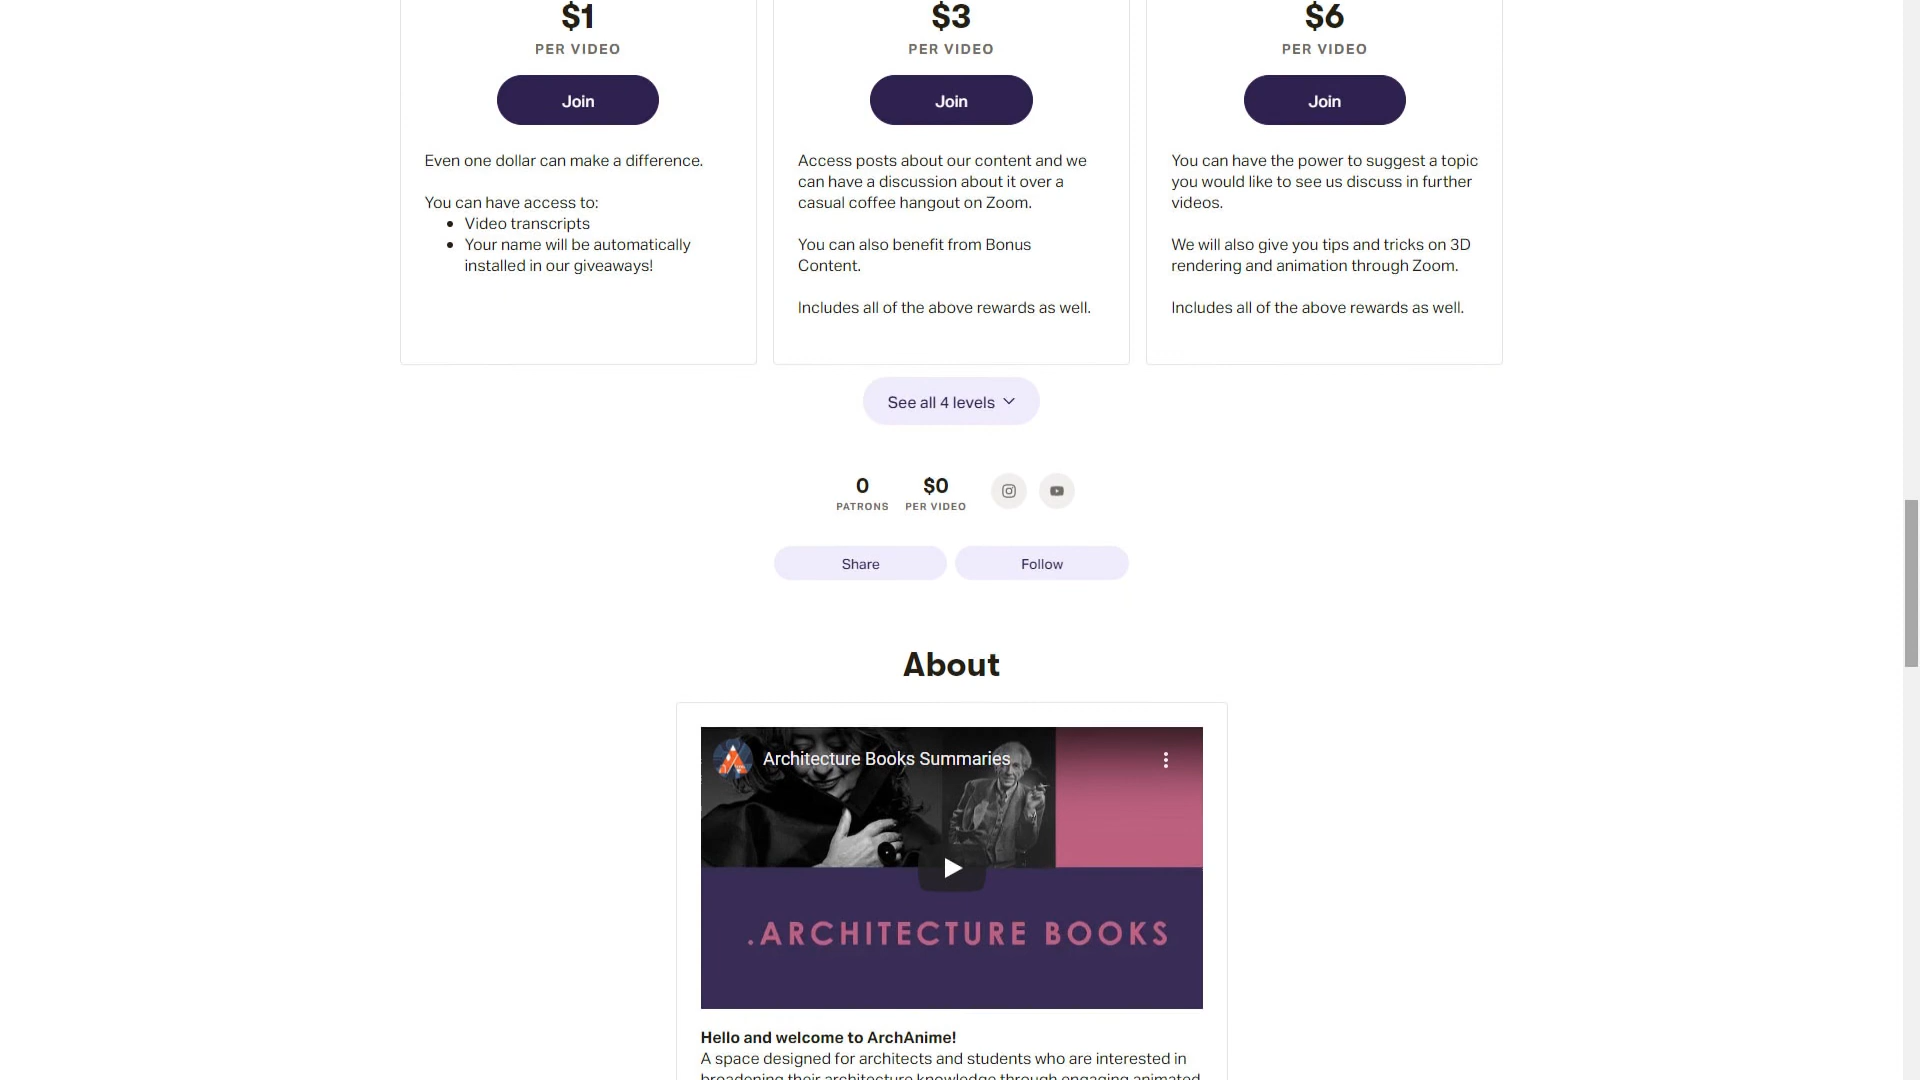 $1
PER VIDEO
Join
Even one dollar can make a difference.
You can have access to:
Video transcripts
Your name will be automatically
installed in our giveaways!
$3
PER VIDEO
Join
Access posts about our content and we
can have a discussion about it over a
casual coffee hangout on Zoom.
You can also benefit from Bonus
Content.
Includes all of the above rewards as well.
$6
PER VIDEO
Join
You can have the power to suggest a topic
you would like to see us discuss in further
videos.
We will also give you tips and tricks on 3D
rendering and animation through Zoom.
Includes all of the above rewards as well.
See all 4 levels
0
PATRONS
$0
PER VIDEO
Share
Follow
About
Architecture Books Summaries
.ARCHITECTURE BOOKS
Hello and welcome to ArchAnime!
A space designed for architects and students who are interested in
broadening their architecture knowledge through engaging animated